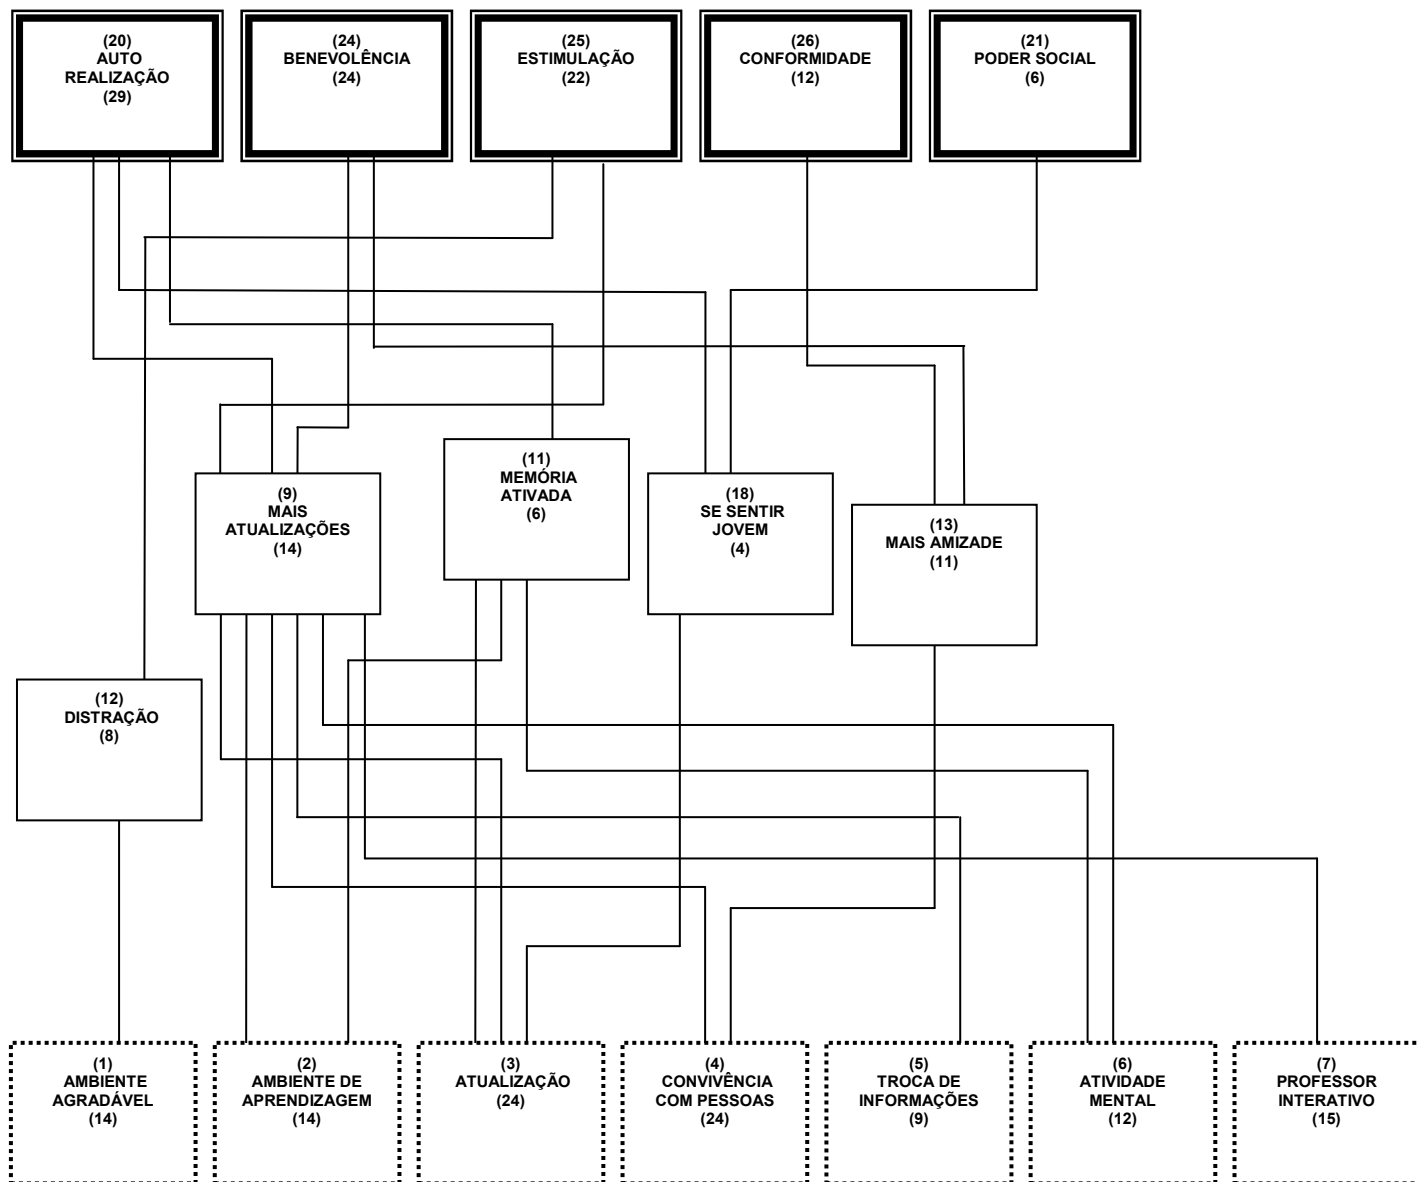 (20)
AUTO
REALIZAÇÃO
(29)
(24)
BENEVOLÊNCIA
(24)
(25)
ESTIMULAÇÃO
(22)
(26)
CONFORMIDADE
(12)
(21)
PODER SOCIAL
(6)
(9)
MAIS
ATUALIZAÇÕES
(14)
(11)
MEMÓRIA
ATIVADA
(6)
(18)
SE SENTIR
JOVEM
(4)
(13)
MAIS AMIZADE
(11)
(12)
DISTRAÇÃO
(8)
(1)
AMBIENTE
AGRADÁVEL
(14)
(2)
AMBIENTE DE
APRENDIZAGEM
(14)
(3)
ATUALIZAÇÃO
(24)
(4)
CONVIVÊNCIA
COM PESSOAS
(24)
(5)
TROCA DE
INFORMAÇÕES
(9)
(6)
ATIVIDADE
MENTAL
(12)
(7)
PROFESSOR
INTERATIVO
(15)